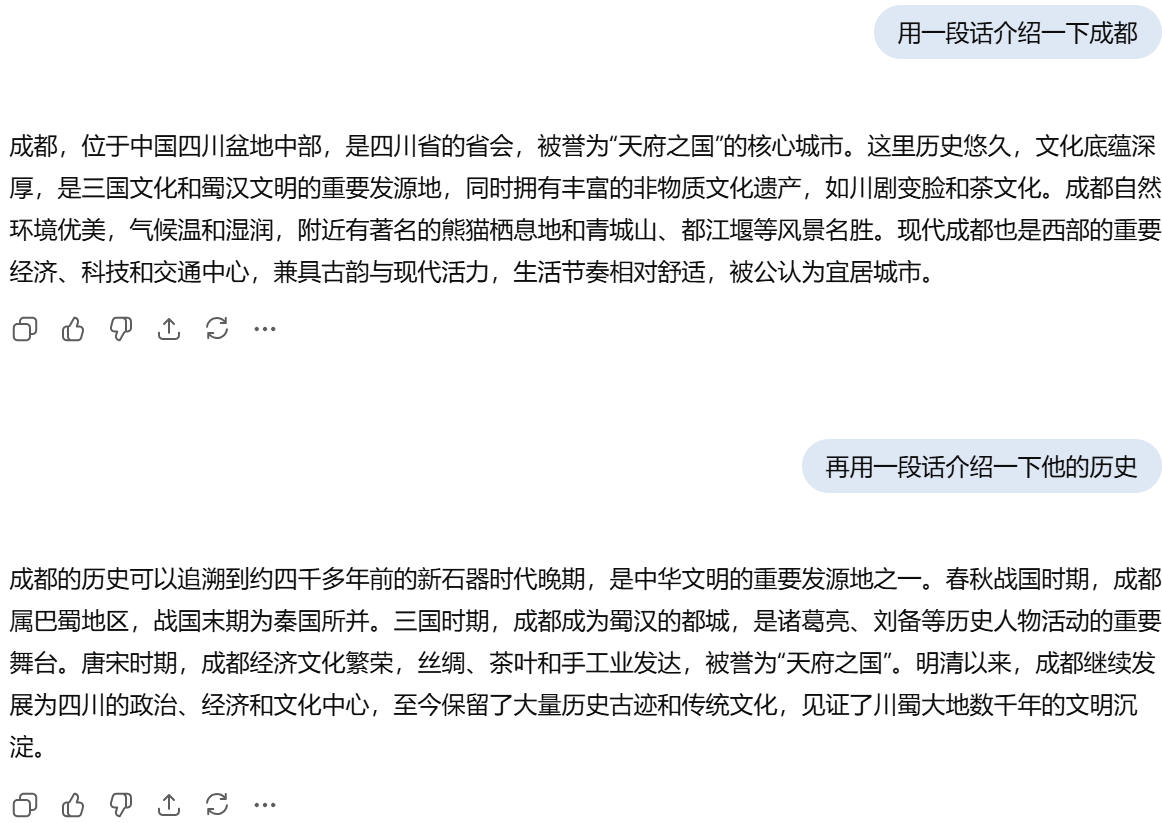 用一段话介绍一下成都
成都，位于中国四川盆地中部，是四川省的省会，被誉为“天府之国”的核心城市。这里历史悠久，文化底蕴深
厚，是三国文化和蜀汉文明的重要发源地，同时拥有丰富的非物质文化遗产，如川剧变脸和茶文化。成都自然
环境优美，气候温和湿润，附近有著名的熊猫栖息地和青城山、都江堰等风景名胜。现代成都也是西部的重要
经济、科技和交通中心，兼具古韵与现代活力，生活节奏相对舒适，被公认为宜居城市。
再用一段话介绍一下他的历史
成都的历史可以追溯到约四千多年前的新石器时代晚期，是中华文明的重要发源地之一。春秋战国时期，成都
属巴蜀地区，战国末期为秦国所并。三国时期，成都成为蜀汉的都城，是诸葛亮、刘备等历史人物活动的重要
舞台。唐宋时期，成都经济文化繁荣，丝绸、茶叶和手工业发达，被誉为“天府之国”。明清以来，成都继续发
展为四川的政治、经济和文化中心，至今保留了大量历史古迹和传统文化，见证了川蜀大地数千年的文明沉
淀。